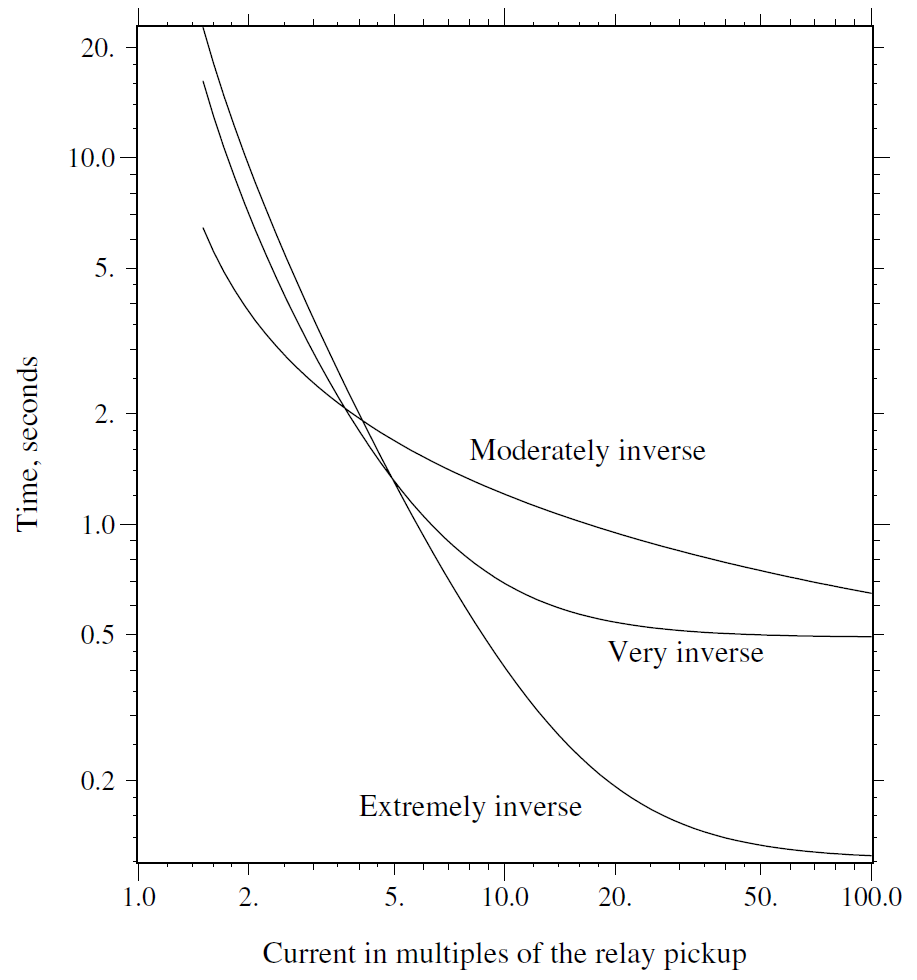 20.
10.0
5.
2.
1.0
0.5
0.2
Time, seconds
Moderately inverse
Very inverse
Extremely inverse
1.0 2. 5. 10.0 20. 50. 100.0
Current in multiples of the relay pickup